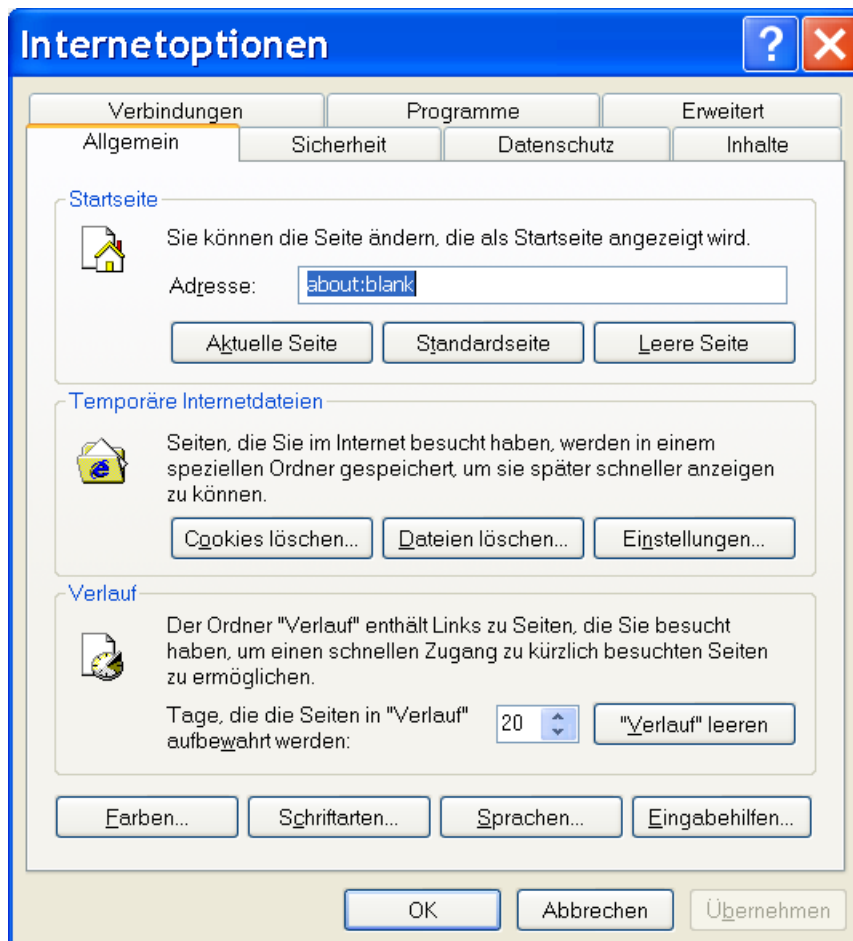 Internetoptionen
Verbindungen Programme Erweitert
Allgemein Sicherheit Datenschutz Inhalte
Startseite
Sie können die Seite ändern, die als Startseite angezeigt wird.
Adresse: about:blank
Aktuelle Seite Standardseite Leere Seite
Temporäre Internetdateien
Seiten, die Sie im Internet besucht haben, werden in einem
speziellen Ordner gespeichert, um sie später schneller anzeigen
zu können.
Cookies löschen... Dateien löschen... Einstellungen...
Verlauf
Der Ordner "Verlauf" enthält Links zu Seiten, die Sie besucht
haben, um einen schnellen Zugang zu kürzlich besuchten Seiten
zu ermöglichen.
Tage, die die Seiten in "Verlauf"
aufbewahrt werden: 20 "Verlauf" leeren
Farben... Schriftarten... Sprachen... Eingabehilfen...
OK Abbrechen Übernehmen